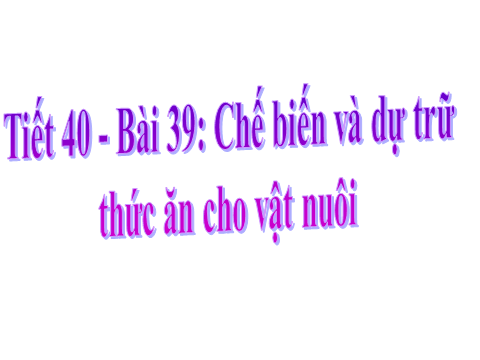 Tiết 40 - Bài 39: Chế biến và dự trữ
thức ăn cho vật nuôi